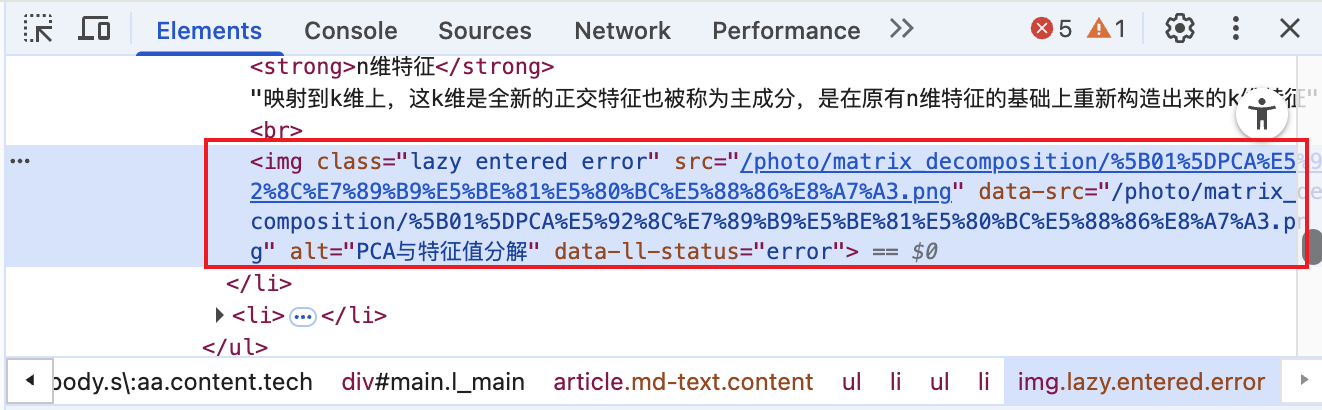 Elements Console Sources Network Performance 5 1
<strong>n维特征</strong>
"映射到k维上，这k维是全新的正交特征也被称为主成分，是在原有n维特征的基础上重新构造出来的k维特征"
<br>
<img class="lazy entered error" src="/photo/matrix_decomposition/%5B01%5DPCA%E5%9
2%8C%E7%89%B9%E5%BE%81%E5%80%BC%E5%88%86%E8%A7%A3.png" data-src="/photo/matrix_de
composition/%5B01%5DPCA%E5%92%8C%E7%89%B9%E5%BE%81%E5%80%BC%E5%88%86%E8%A7%A3.pn
g" alt="PCA与特征值分解" data-ll-status="error"> == $0
</li>
<li>…</li>
</ul>
body.s\:aa.content.tech div#main.l_main article.md-text.content ul li ul li img.lazy.entered.error